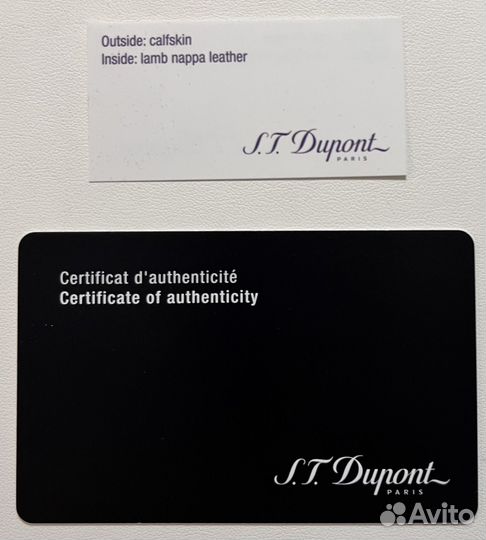 Outside: calfskin
Inside: lamb nappa leather
S.T. Dupont
PARIS
Certificat d'authenticité
Certificate of authenticity
S.T. Dupont
PARIS
Avito